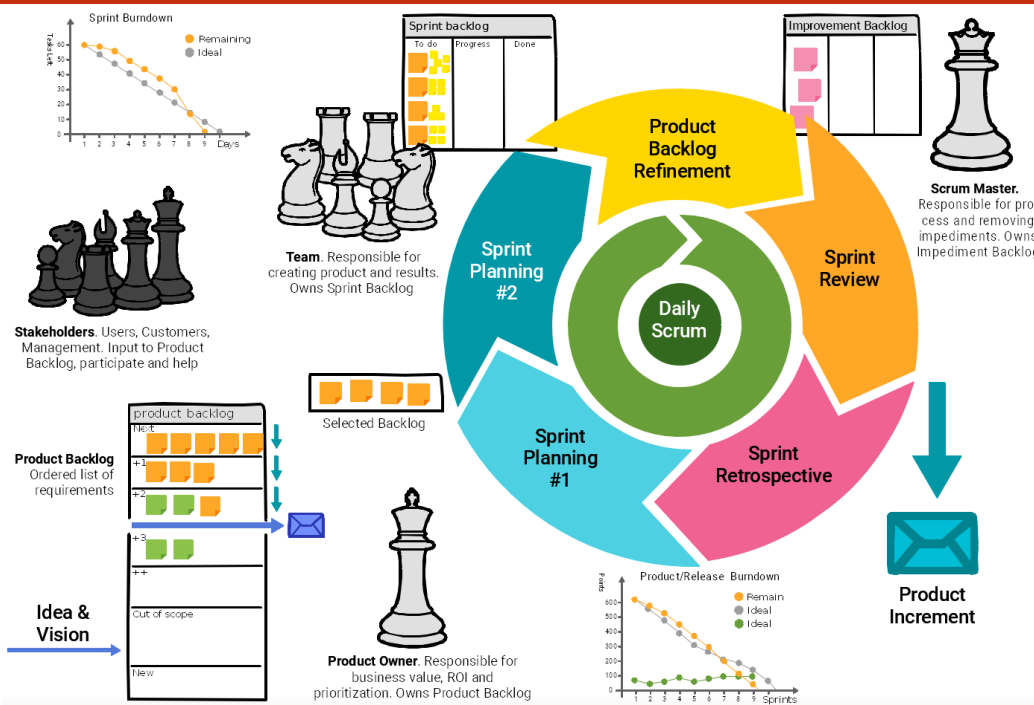 Sprint Burndown
Tasks Left
Remaining
Ideal
60
50
40
30
20
10
0
1 2 3 4 5 6 7 8 9 Days
Sprint backlog
To do Progress Done
Improvement Backlog
Scrum Master.
Responsible for pro
cess and removing
impediments. Owns
Impediment Backlog
Team. Responsible for
creating product and results.
Owns Sprint Backlog
Stakeholders. Users, Customers,
Management. Input to Product
Backlog, participate and help
Product
Backlog
Refinement
Sprint
Review
Sprint
Retrospective
Sprint
Planning
#1
Sprint
Planning
#2
Daily
Scrum
Selected Backlog
product backlog
Next
+1
+2
+3
++
Cut of scope
New
Product Backlog
Ordered list of
requirements
Idea &
Vision
Product Owner. Responsible for
business value, ROI and
prioritization. Owns Product Backlog
Product
Increment
Product/Release Burndown
Points
Remain
Ideal
Ideal
600
500
400
300
200
100
0
1 2 3 4 5 6 7 8 9 Sprints